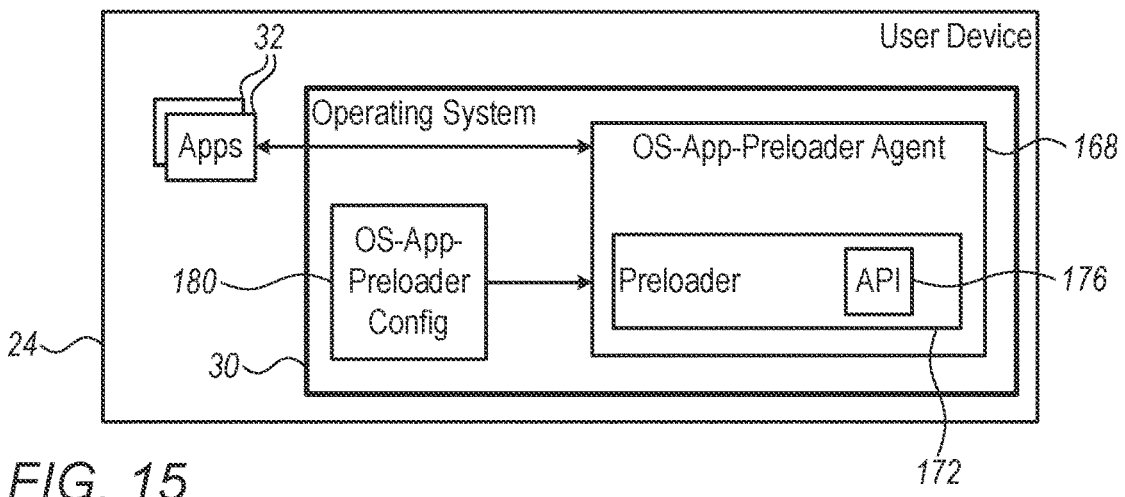 32
User Device
Operating System
Apps
OS-App-Preloader Agent
168
OS-App-
Preloader
Config
180
Preloader
API
176
24
30
172
FIG. 15